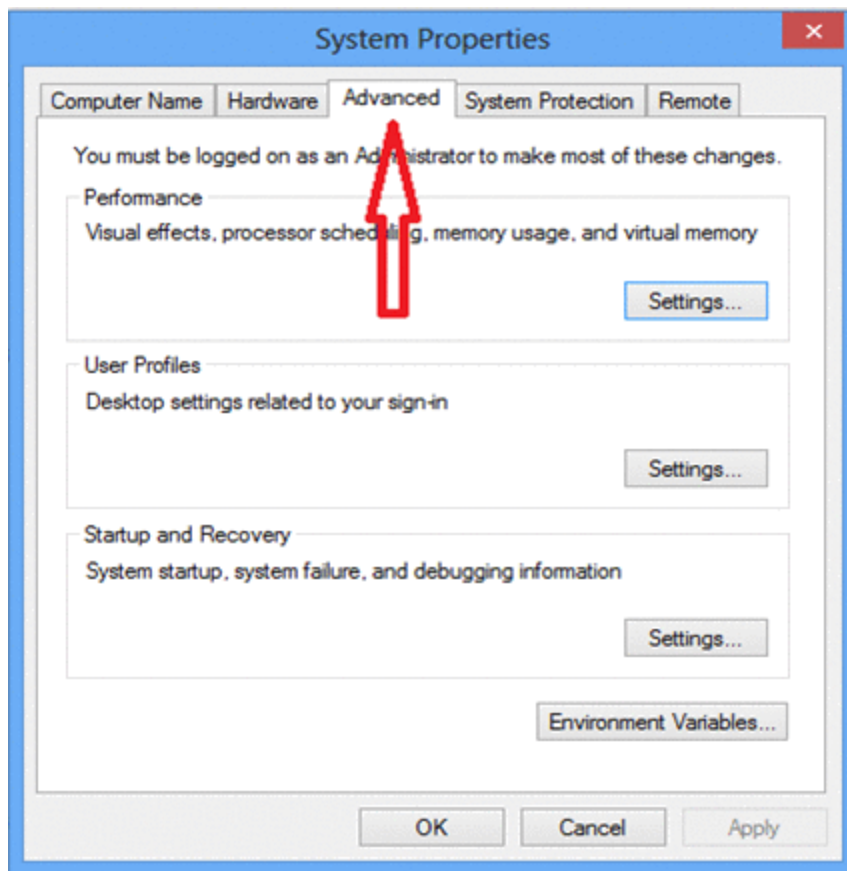 System Properties
Computer Name Hardware Advanced System Protection Remote
You must be logged on as an Administrator to make most of these changes.
Performance
Visual effects, processor scheduling, memory usage, and virtual memory
Settings...
User Profiles
Desktop settings related to your sign-in
Settings...
Startup and Recovery
System startup, system failure, and debugging information
Settings...
Environment Variables...
OK Cancel Apply